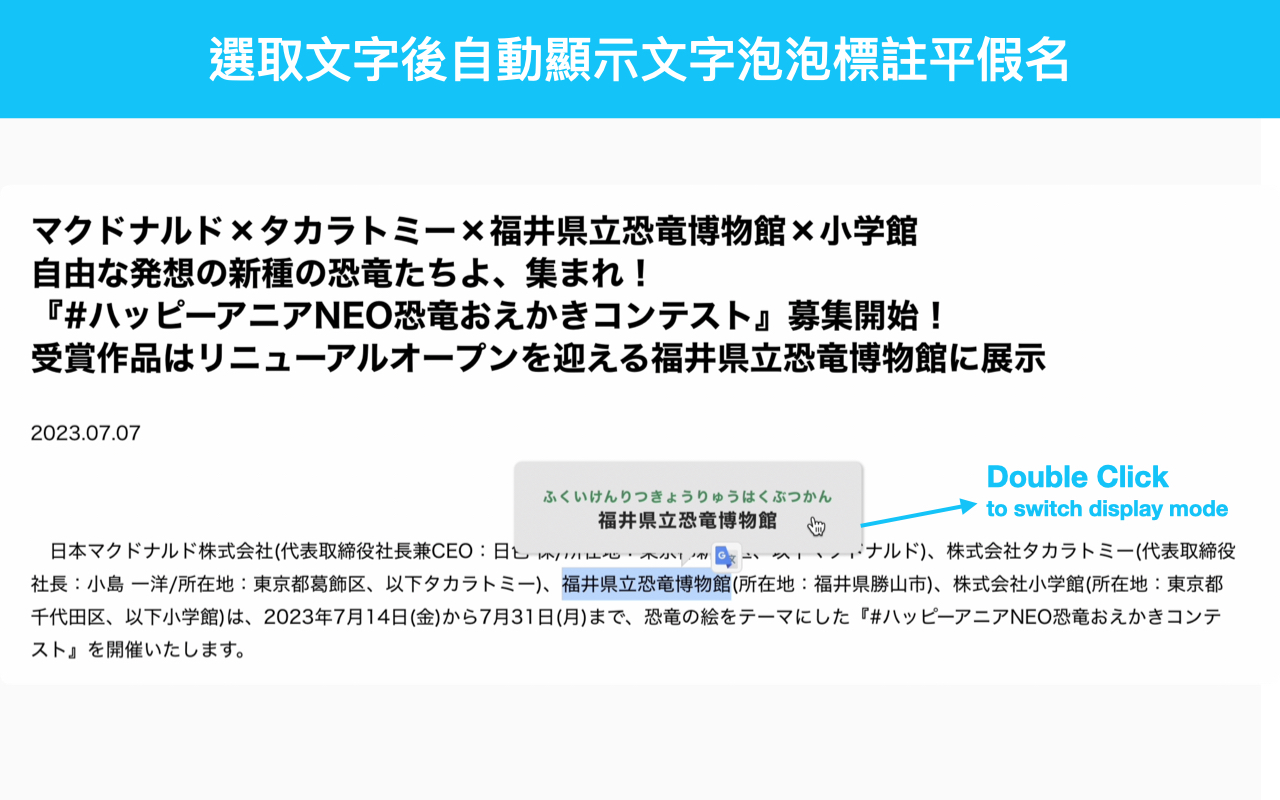 選取文字後自動顯示文字泡泡標註平假名
マクドナルド×タカラトミー×福井県立恐竜博物館×小学館
自由な発想の新種の恐竜たちよ、集まれ！
『#ハッピーアニアNEO恐竜おえかきコンテスト』募集開始！
受賞作品はリニューアルオープンを迎える福井県立恐竜博物館に展示
2023.07.07
ふくいけんりつきょうりゅうはくぶつかん
福井県立恐竜博物館
Double Click
to switch display mode
日本マクドナルド株式会社(代表取締役社長兼CEO：日色 保/所在地：東京都新宿区、以下マクドナルド)、株式会社タカラトミー(代表取締役
社長：小島 一洋/所在地：東京都葛飾区、以下タカラトミー)、福井県立恐竜博物館(所在地：福井県勝山市)、株式会社小学館(所在地：東京都
千代田区、以下小学館)は、2023年7月14日(金)から7月31日(月)まで、恐竜の絵をテーマにした『#ハッピーアニアNEO恐竜おえかきコンテ
スト』を開催いたします。